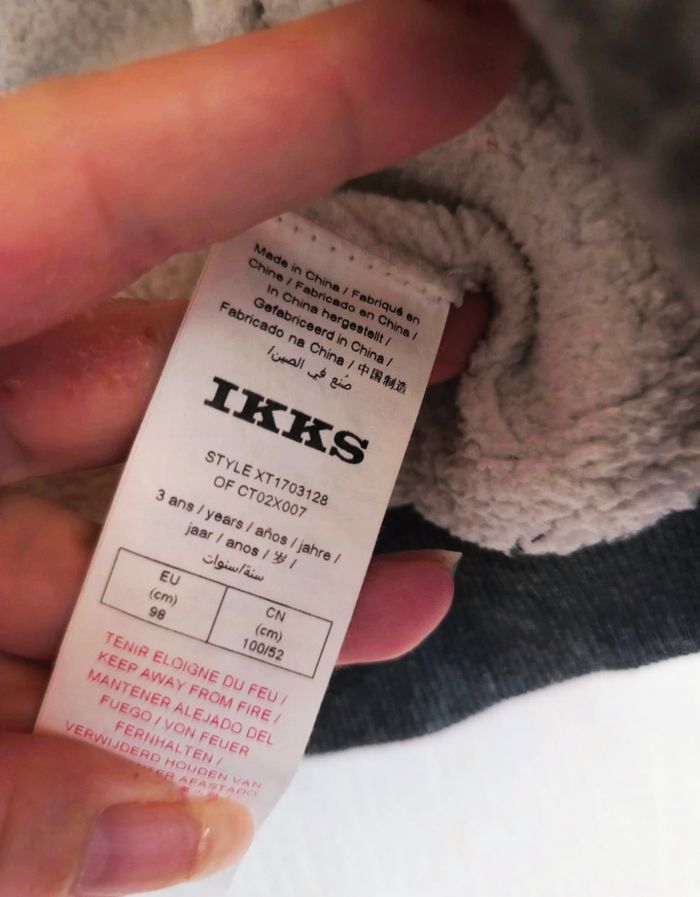 Made in China / Fabriqué en
Chine / Fabricado en China /
In China hergestellt /
Gefabriceerd in China /
Fabricado na China / 中国制造
صُنع في الصين/
IKKS
STYLE XT1703128
OF CT02X007
3 ans / years / años / jahre /
jaar / anos / 岁 /
سنة/سنوات
EU
(cm)
98
CN
(cm)
100/52
TENIR ELOIGNE DU FEU /
KEEP AWAY FROM FIRE /
MANTENER ALEJADO DEL
FUEGO / VON FEUER
FERNHALTEN /
VERWIJDERD HOUDEN VAN
AFASTADO